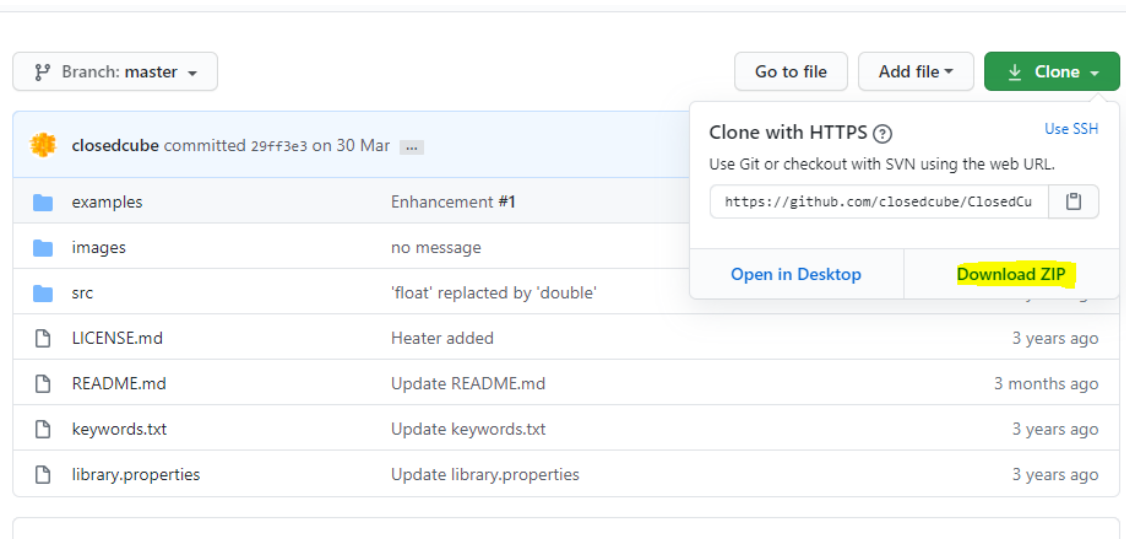 Branch: master
Go to file
Add file
Clone
closedcube committed 29ff3e3 on 30 Mar ...
Clone with HTTPS
Use SSH
Use Git or checkout with SVN using the web URL.
https://github.com/closedcube/ClosedCu
Open in Desktop
Download ZIP
examples Enhancement #1
images no message
src 'float' replacted by 'double'
LICENSE.md Heater added 3 years ago
README.md Update README.md 3 months ago
keywords.txt Update keywords.txt 3 years ago
library.properties Update library.properties 3 years ago